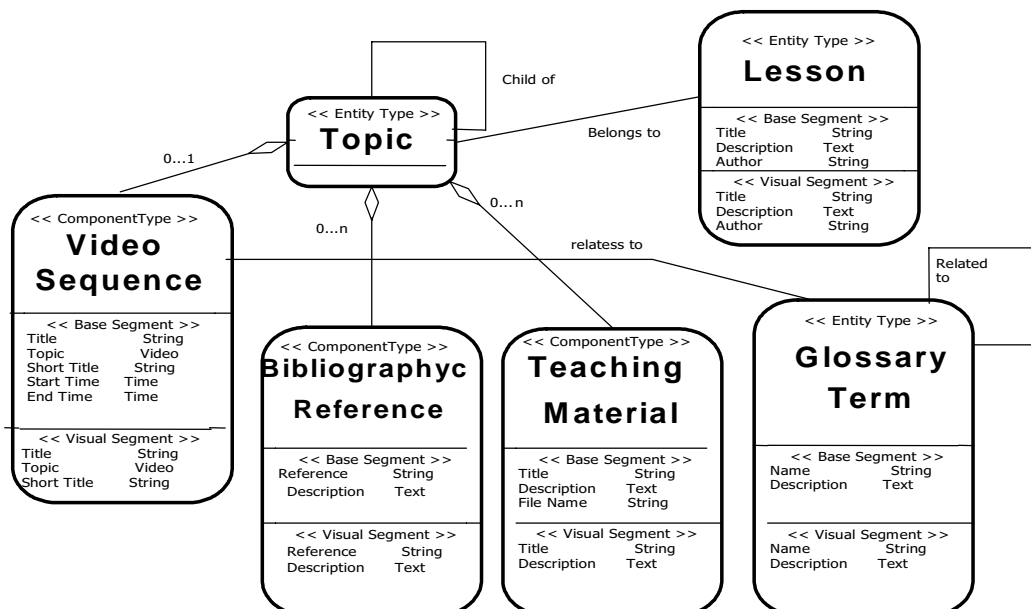 << Entity Type >>
Topic
Child of
Belongs to
<< Entity Type >>
Lesson
<< Base Segment >>
Title String
Description Text
Author String
<< Visual Segment >>
Title String
Description Text
Author String
0...1
0...n
0...n
relatess to
Related
to
<< ComponentType >>
Video
Sequence
<< Base Segment >>
Title String
Topic Video
Short Title String
Start Time Time
End Time Time
<< Visual Segment >>
Title String
Topic Video
Short Title String
<< ComponentType >>
Bibliographyc
Reference
<< Base Segment >>
Reference String
Description Text
<< Visual Segment >>
Reference String
Description Text
<< ComponentType >>
Teaching
Material
<< Base Segment >>
Title String
Description Text
File Name String
<< Visual Segment >>
Title String
Description Text
<< Entity Type >>
Glossary
Term
<< Base Segment >>
Name String
Description Text
<< Visual Segment >>
Name String
Description Text